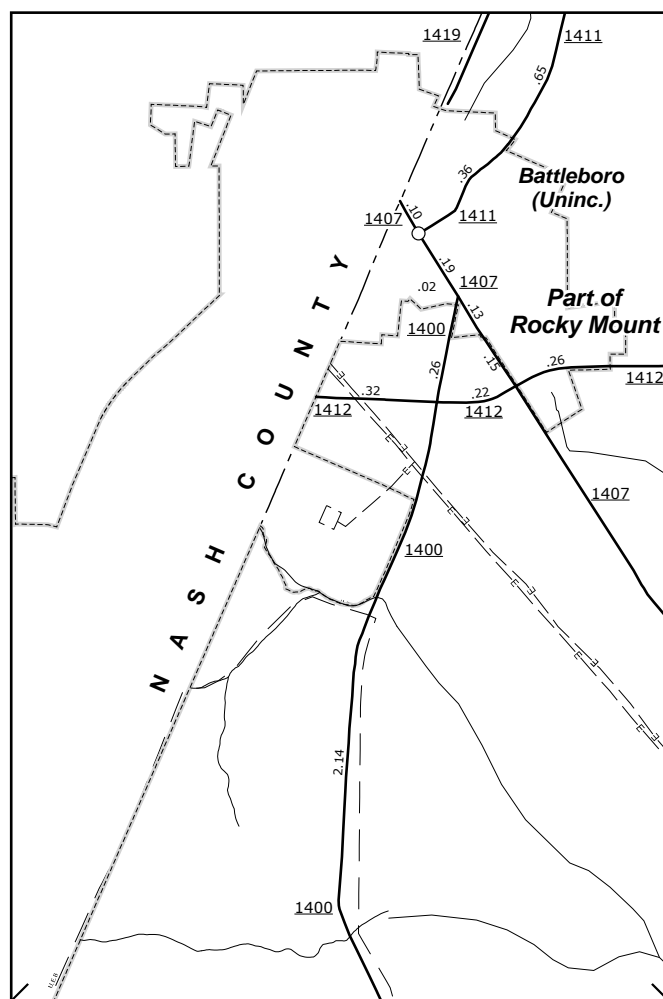 1419
1411
.65
.36
Battleboro
(Uninc.)
.10
1407
1411
.19
1407
.02
.13
Part of
Rocky Mount
1400
.15
.26
.26
1412
.32
.22
1412
1412
E
E
E
E
1407
E
E
1400
E
E
E
E
E
E
NASH COUNTY
2.14
1400